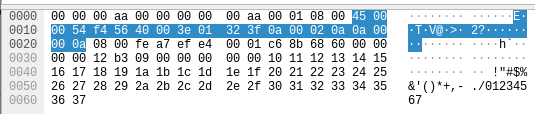 0000 00 00 00 aa 00 00 00 00 00 aa 00 01 08 00 45 00 ········ ······E·
0010 00 54 f4 56 40 00 3e 01 32 3f 0a 00 02 0a 0a 00 ·T·V@·>· 2?······
0020 00 0a 08 00 fe a7 ef e4 00 01 c6 8b 68 60 00 00 ········ ····h`··
0030 00 00 12 b3 09 00 00 00 00 00 10 11 12 13 14 15 ········ ········
0040 16 17 18 19 1a 1b 1c 1d 1e 1f 20 21 22 23 24 25 ········ ·· !"#$%
0050 26 27 28 29 2a 2b 2c 2d 2e 2f 30 31 32 33 34 35 &'()*+,- ./012345
0060 36 37 67